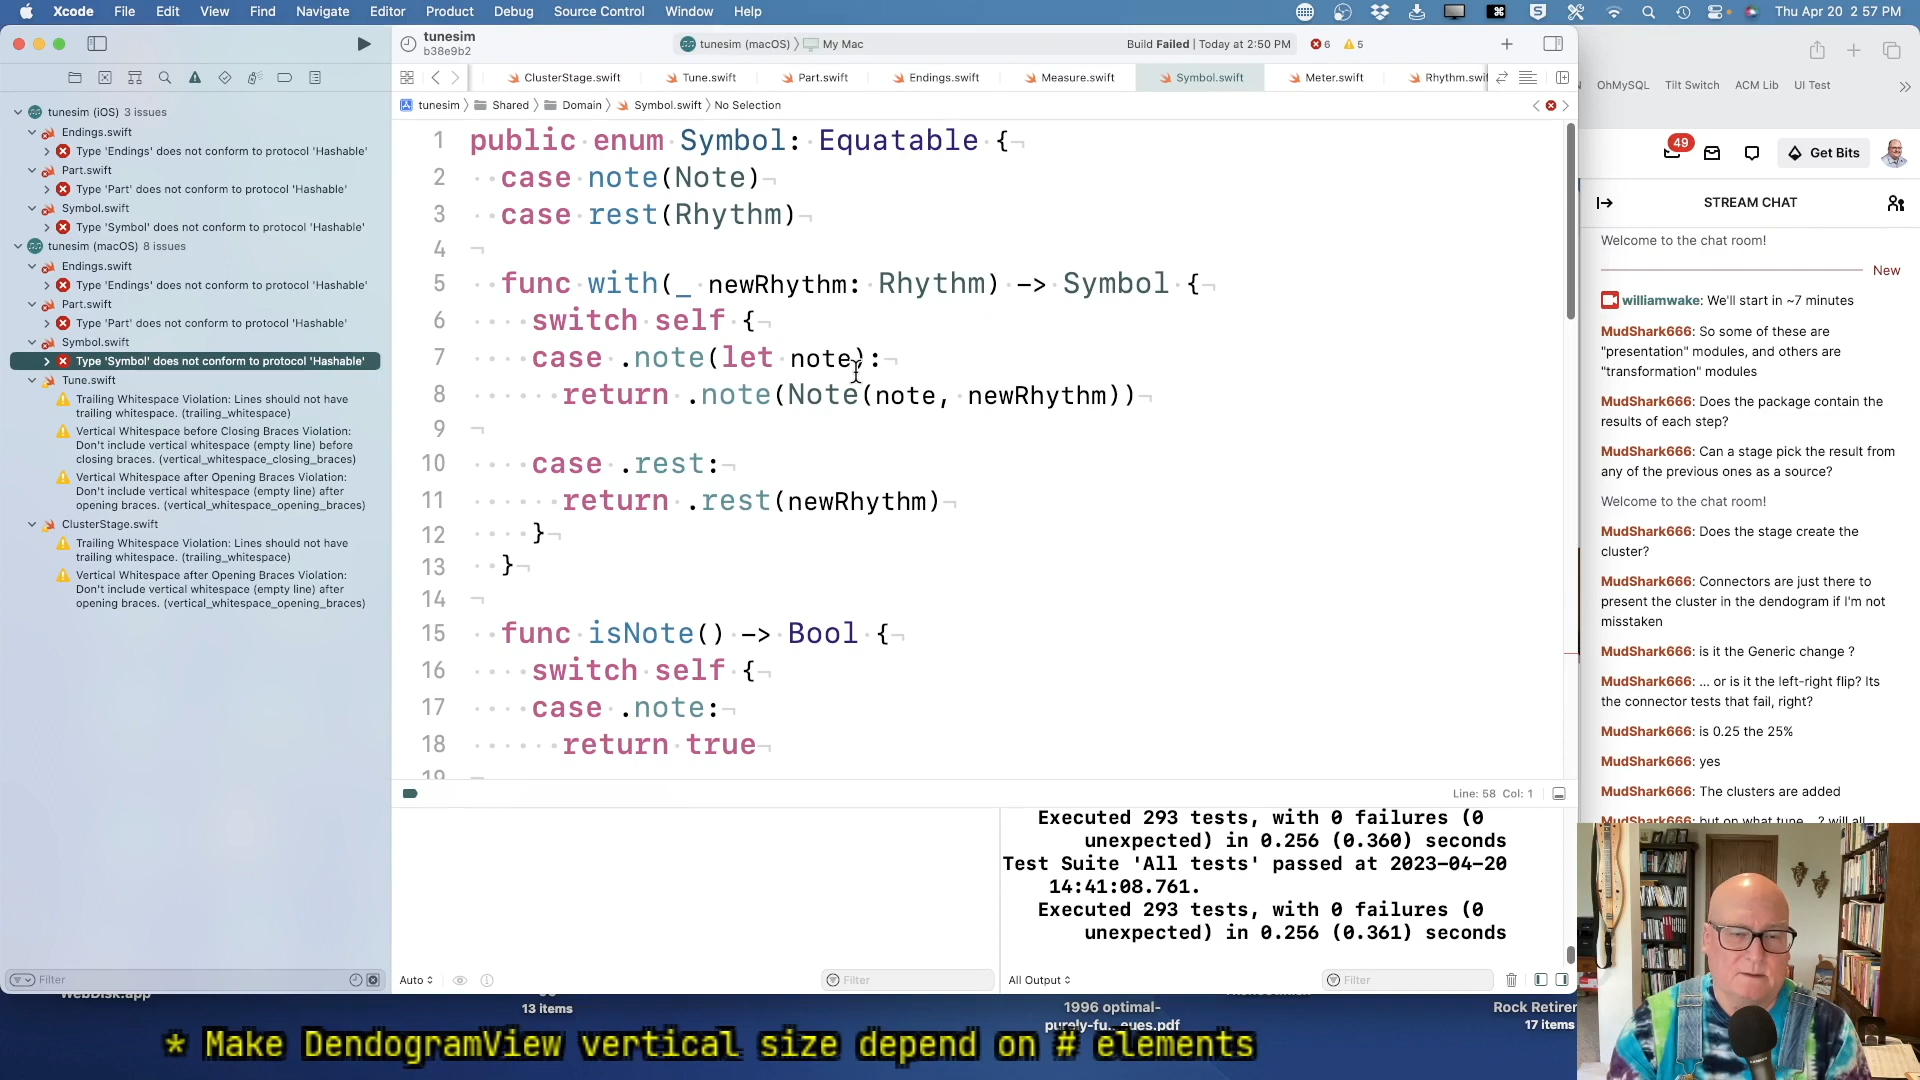 Xcode File Edit View Find Navigate Editor Product Debug Source Control Window Help Thu Apr 20 2:57 PM
tunesim
b38e9b2
tunesim (macOS) My Mac
Build Failed | Today at 2:50 PM 6 5
ClusterStage.swift Tune.swift Part.swift Endings.swift Measure.swift Symbol.swift Meter.swift Rhythm.swif
tunesim Shared Domain Symbol.swift No Selection
tunesim (iOS) 3 issues
Endings.swift
Type 'Endings' does not conform to protocol 'Hashable'
Part.swift
Type 'Part' does not conform to protocol 'Hashable'
Symbol.swift
Type 'Symbol' does not conform to protocol 'Hashable'
tunesim (macOS) 8 issues
Endings.swift
Type 'Endings' does not conform to protocol 'Hashable'
Part.swift
Type 'Part' does not conform to protocol 'Hashable'
Symbol.swift
Type 'Symbol' does not conform to protocol 'Hashable'
Tune.swift
Trailing Whitespace Violation: Lines should not have
trailing whitespace. (trailing_whitespace)
Vertical Whitespace before Closing Braces Violation:
Don't include vertical whitespace (empty line) before
closing braces. (vertical_whitespace_closing_braces)
Vertical Whitespace after Opening Braces Violation:
Don't include vertical whitespace (empty line) after
opening braces. (vertical_whitespace_opening_braces)
ClusterStage.swift
Trailing Whitespace Violation: Lines should not have
trailing whitespace. (trailing_whitespace)
Vertical Whitespace after Opening Braces Violation:
Don't include vertical whitespace (empty line) after
opening braces. (vertical_whitespace_opening_braces)
Filter
1 public enum Symbol: Equatable {
2 case note(Note)
3 case rest(Rhythm)
4
5 func with(_ newRhythm: Rhythm) -> Symbol {
6 switch self {
7 case .note(let note):
8 return .note(Note(note, newRhythm))
9
10 case .rest:
11 return .rest(newRhythm)
12 }
13 }
14
15 func isNote() -> Bool {
16 switch self {
17 case .note:
18 return true
19
Line: 58 Col: 1
Executed 293 tests, with 0 failures (0
unexpected) in 0.256 (0.360) seconds
Test Suite 'All tests' passed at 2023-04-20
14:41:08.761.
Executed 293 tests, with 0 failures (0
unexpected) in 0.256 (0.361) seconds
Auto Filter All Output Filter
OhMySQL Tilt Switch ACM Lib UI Test
49 Get Bits
STREAM CHAT
Welcome to the chat room!
New
williamwake: We'll start in ~7 minutes
MudShark666: So some of these are
"presentation" modules, and others are
"transformation" modules
MudShark666: Does the package contain the
results of each step?
MudShark666: Can a stage pick the result from
any of the previous ones as a source?
Welcome to the chat room!
MudShark666: Does the stage create the
cluster?
MudShark666: Connectors are just there to
present the cluster in the dendogram if I'm not
misstaken
MudShark666: is it the Generic change ?
MudShark666: ... or is it the left-right flip? Its
the connector tests that fail, right?
MudShark666: is 0.25 the 25%
MudShark666: yes
MudShark666: The clusters are added
MudShark666: but on what tune ? will all
WebDisk.app
13 items
1996 optimal-
purely-fu...eues.pdf
Rock Retirem
17 items
* Make DendogramView vertical size depend on # elements